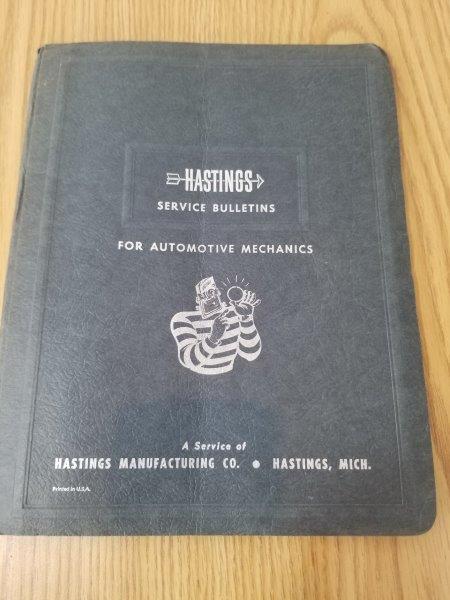 HASTINGS
SERVICE BULLETINS
FOR AUTOMOTIVE MECHANICS
A Service of
HASTINGS MANUFACTURING CO. ● HASTINGS, MICH.
Printed in U.S.A.